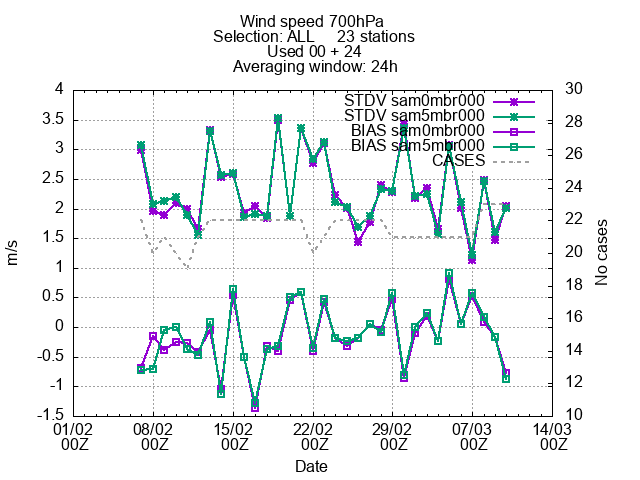 Wind speed 700hPa
Selection: ALL 23 stations
Used 00 + 24
Averaging window: 24h
STDV sam0mbr000
STDV sam5mbr000
BIAS sam0mbr000
BIAS sam5mbr000
CASES
4
3.5
3
2.5
2
1.5
1
0.5
0
-0.5
-1
-1.5
m/s
30
28
26
24
22
20
18
16
14
12
10
No cases
01/02 08/02 15/02 22/02 29/02 07/03 14/03
00Z 00Z 00Z 00Z 00Z 00Z 00Z
Date